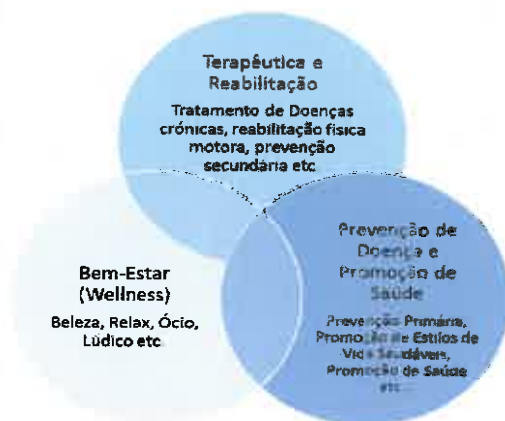 Terapêutica e
Reabilitação
Tratamento de Doenças
crónicas, reabilitação física
motora, prevenção
secundária etc
Bem-Estar
(Wellness)
Beleza, Relax, Ócio,
Lúdico etc
Prevenção de
Doença e
Promoção de
Saúde
Prevenção Primária,
Promoção de Estilos de
Vida Saudáveis,
Promoção de Saúde
etc